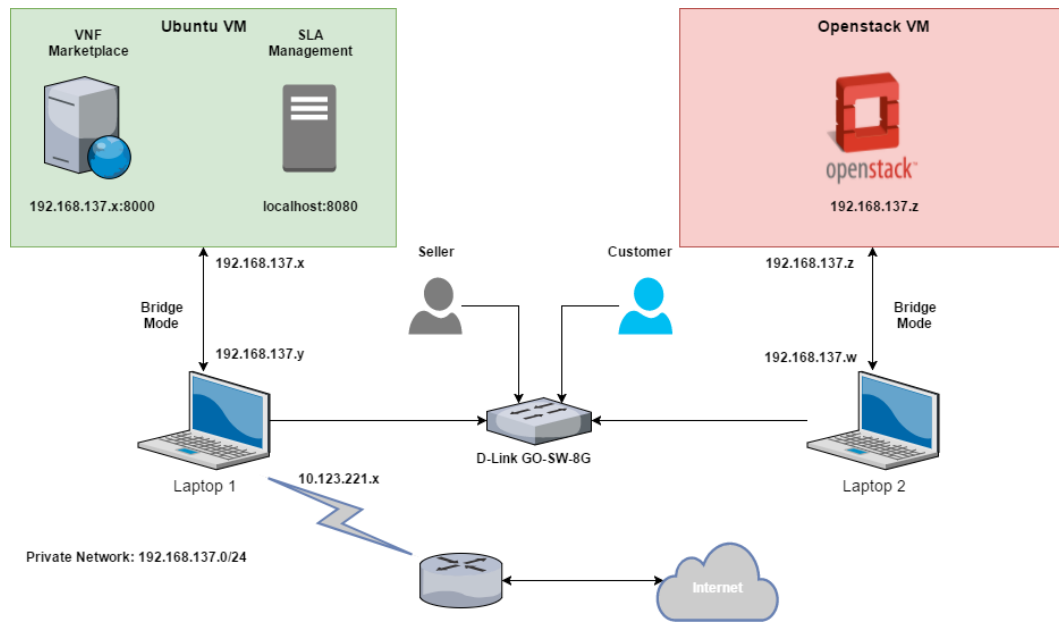 Ubuntu VM
VNF
Marketplace
SLA
Management
192.168.137.x:8000
localhost:8080
Openstack VM
openstack™
192.168.137.z
192.168.137.x
Bridge
Mode
192.168.137.y
Seller
Customer
192.168.137.z
Bridge
Mode
192.168.137.w
D-Link GO-SW-8G
Laptop 1
Laptop 2
10.123.221.x
Private Network: 192.168.137.0/24
Internet